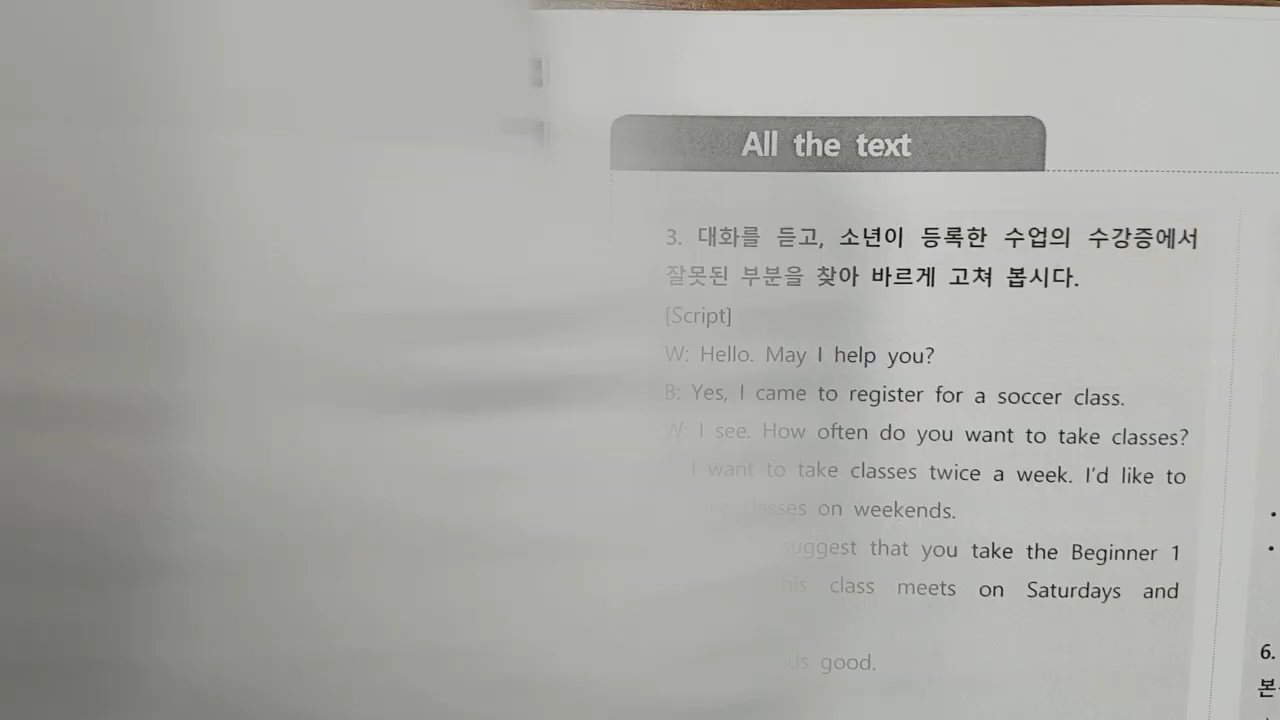 All the text
3. 대화를 듣고, 소년이 등록한 수업의 수강증에서
잘못된 부분을 찾아 바르게 고쳐 봅시다.
[Script]
W: Hello. May I help you?
B: Yes, I came to register for a soccer class.
W: I see. How often do you want to take classes?
I want to take classes twice a week. I'd like to
classes on weekends.
suggest that you take the Beginner 1
class meets on Saturdays and
good.
6.